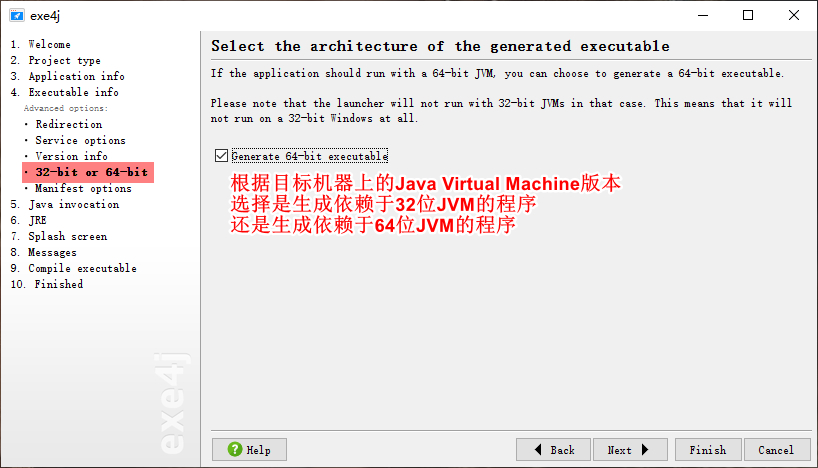 exe4j
1. Welcome
2. Project type
3. Application info
4. Executable info
Advanced options:
· Redirection
· Service options
· Version info
· 32-bit or 64-bit
· Manifest options
5. Java invocation
6. JRE
7. Splash screen
8. Messages
9. Compile executable
10. Finished
exe4j
Select the architecture of the generated executable
If the application should run with a 64-bit JVM, you can choose to generate a 64-bit executable.
Please note that the launcher will not run with 32-bit JVMs in that case. This means that it will
not run on a 32-bit Windows at all.
Generate 64-bit executable
根据目标机器上的Java Virtual Machine版本
选择是生成依赖于32位JVM的程序
还是生成依赖于64位JVM的程序
Help
Back
Next
Finish
Cancel